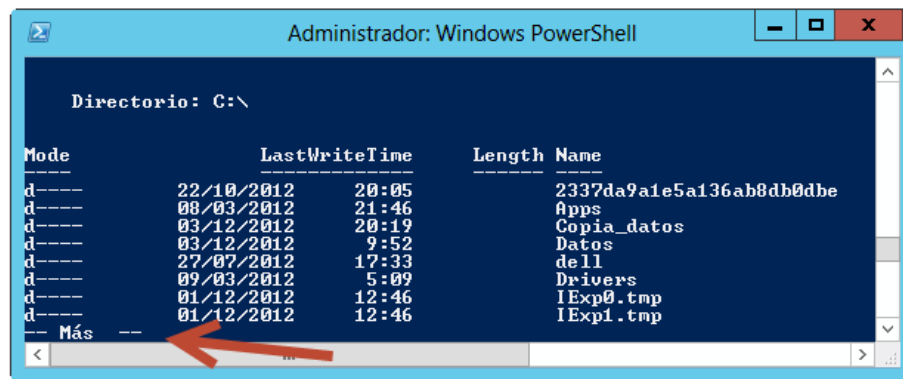 Administrador: Windows PowerShell
Directorio: C:\
Mode LastWriteTime Length Name
---- ------------- ------ ----
d---- 22/10/2012 20:05 2337da9a1e5a136ab8db0dbe
d---- 08/03/2012 21:46 Apps
d---- 03/12/2012 20:19 Copia_datos
d---- 03/12/2012 9:52 Datos
d---- 27/07/2012 17:33 dell
d---- 09/03/2012 5:09 Drivers
d---- 01/12/2012 12:46 IExp0.tmp
d---- 01/12/2012 12:46 IExp1.tmp
-- Más --